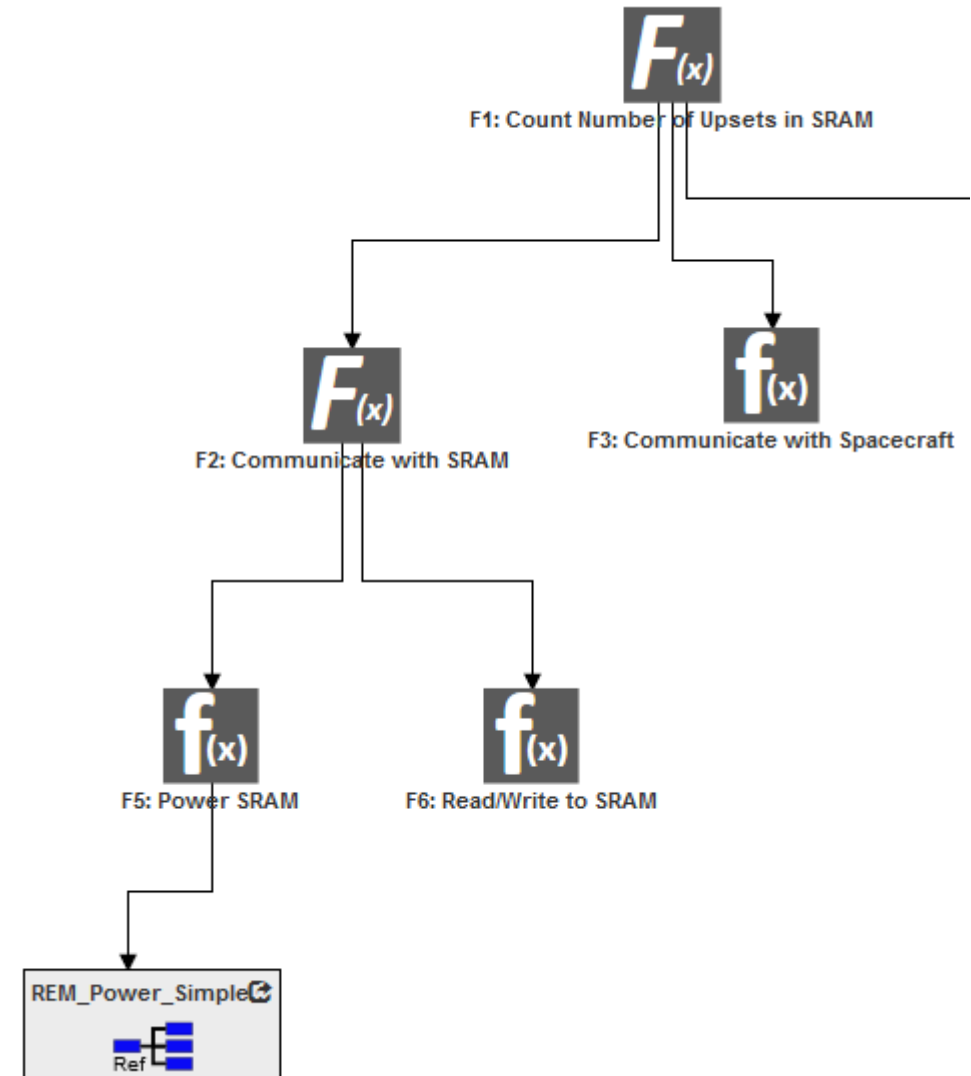 F(x)
F1: Count Number of Upsets in SRAM
F(x)
F2: Communicate with SRAM
f(x)
F3: Communicate with Spacecraft
f(x)
F5: Power SRAM
f(x)
F6: Read/Write to SRAM
REM_Power_Simple
Ref